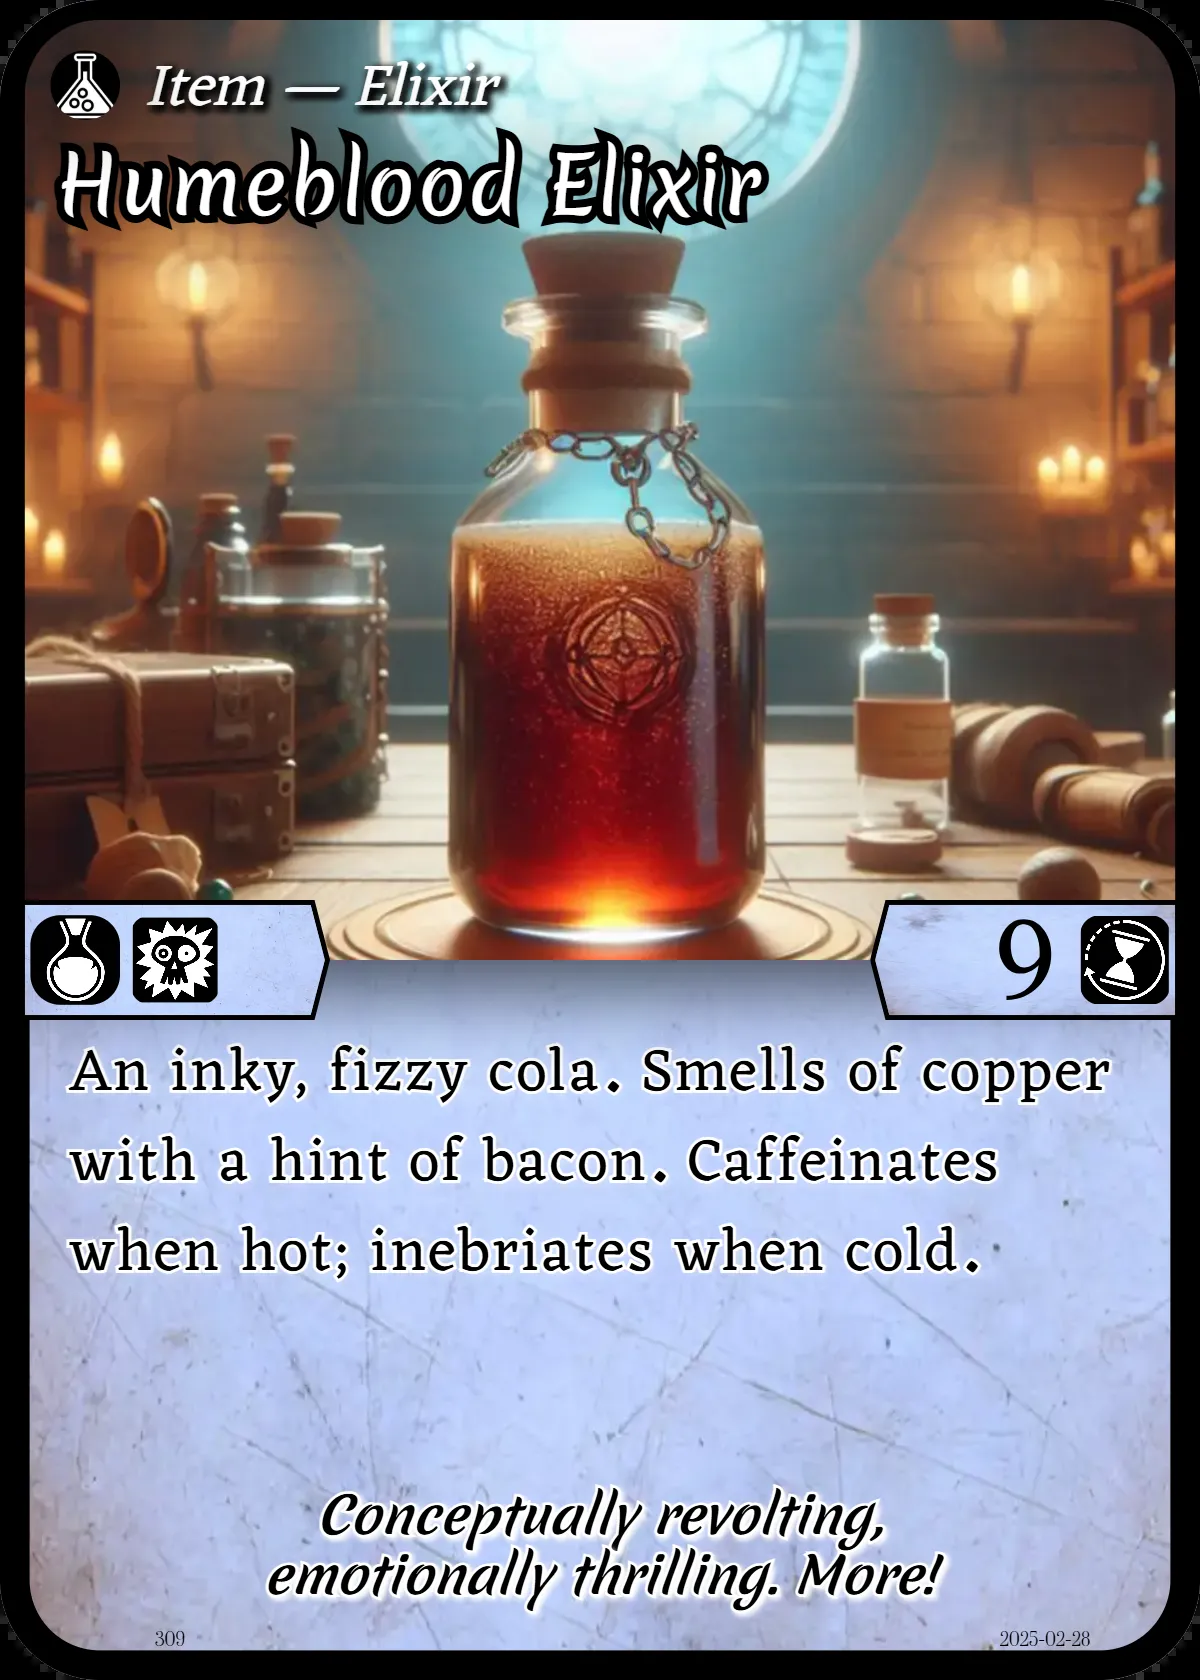 Item — Elixir
Humeblood Elixir
9
An inky, fizzy cola. Smells of copper
with a hint of bacon. Caffeinates
when hot; inebriates when cold.
Conceptually revolting,
emotionally thrilling. More!
309
2025-02-28